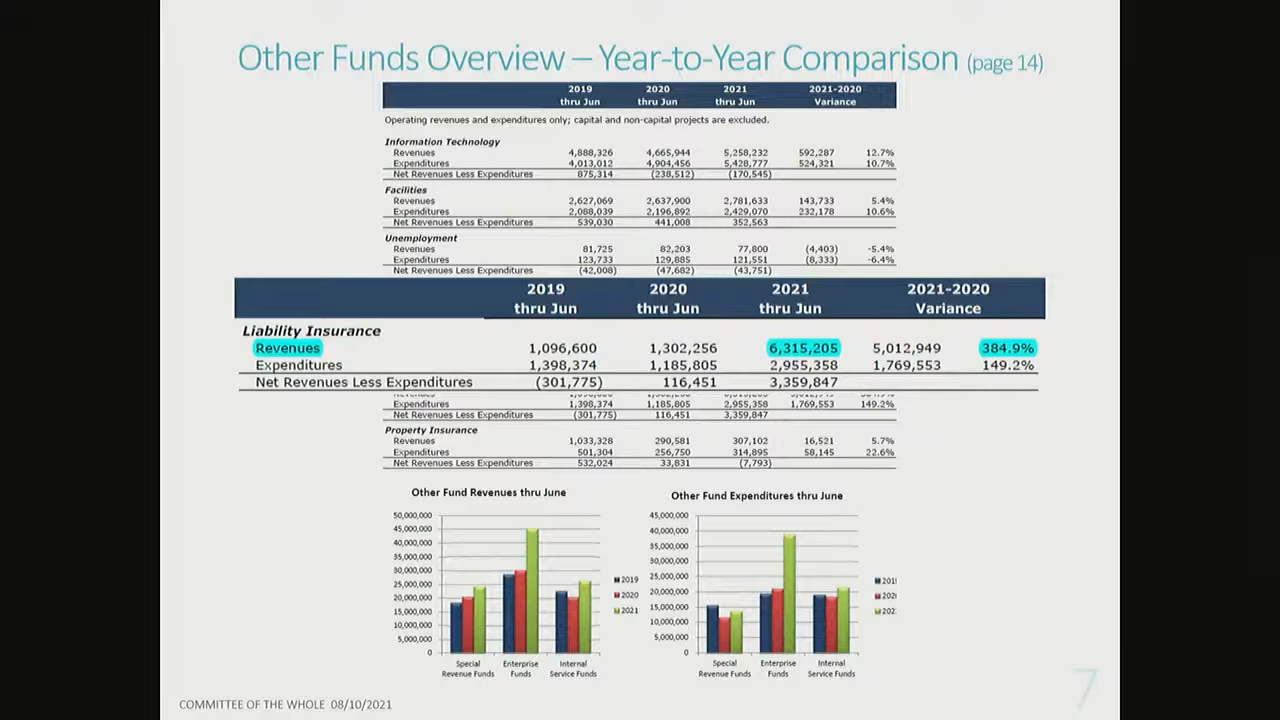 Other Funds Overview – Year-to-Year Comparison (page 14)
2019 2020 2021 2021-2020
thru Jun thru Jun thru Jun Variance
Operating revenues and expenditures only; capital and non-capital projects are excluded.
Information Technology
Revenues 4,888,326 4,665,944 5,258,232 592,287 12.7%
Expenditures 4,013,012 4,904,456 5,428,777 524,321 10.7%
Net Revenues Less Expenditures 875,314 (238,512) (170,545)
Facilities
Revenues 2,627,069 2,637,900 2,781,633 143,733 5.4%
Expenditures 2,088,039 2,196,892 2,429,070 232,178 10.6%
Net Revenues Less Expenditures 539,030 441,008 352,563
Unemployment
Revenues 81,725 82,203 77,800 (4,403) -5.4%
Expenditures 123,733 129,885 121,551 (8,333) -6.4%
Net Revenues Less Expenditures (42,008) (47,682) (43,751)
2019 2020 2021 2021-2020
thru Jun thru Jun thru Jun Variance
Liability Insurance
Revenues 1,096,600 1,302,256 6,315,205 5,012,949 384.9%
Expenditures 1,398,374 1,185,805 2,955,358 1,769,553 149.2%
Net Revenues Less Expenditures (301,775) 116,451 3,359,847
Expenditures 1,398,374 1,185,805 2,955,358 1,769,553 149.2%
Net Revenues Less Expenditures (301,775) 116,451 3,359,847
Property Insurance
Revenues 1,033,328 290,581 307,102 16,521 5.7%
Expenditures 501,304 256,750 314,895 58,145 22.6%
Net Revenues Less Expenditures 532,024 33,831 (7,793)
Other Fund Revenues thru June
50,000,000
45,000,000
40,000,000
35,000,000
30,000,000
25,000,000
20,000,000
15,000,000
10,000,000
5,000,000
0
Special Enterprise Internal
Revenue Funds Funds Service Funds
2019
2020
2021
Other Fund Expenditures thru June
45,000,000
40,000,000
35,000,000
30,000,000
25,000,000
20,000,000
15,000,000
10,000,000
5,000,000
0
Special Enterprise Internal
Revenue Funds Funds Service Funds
COMMITTEE OF THE WHOLE 08/10/2021
7